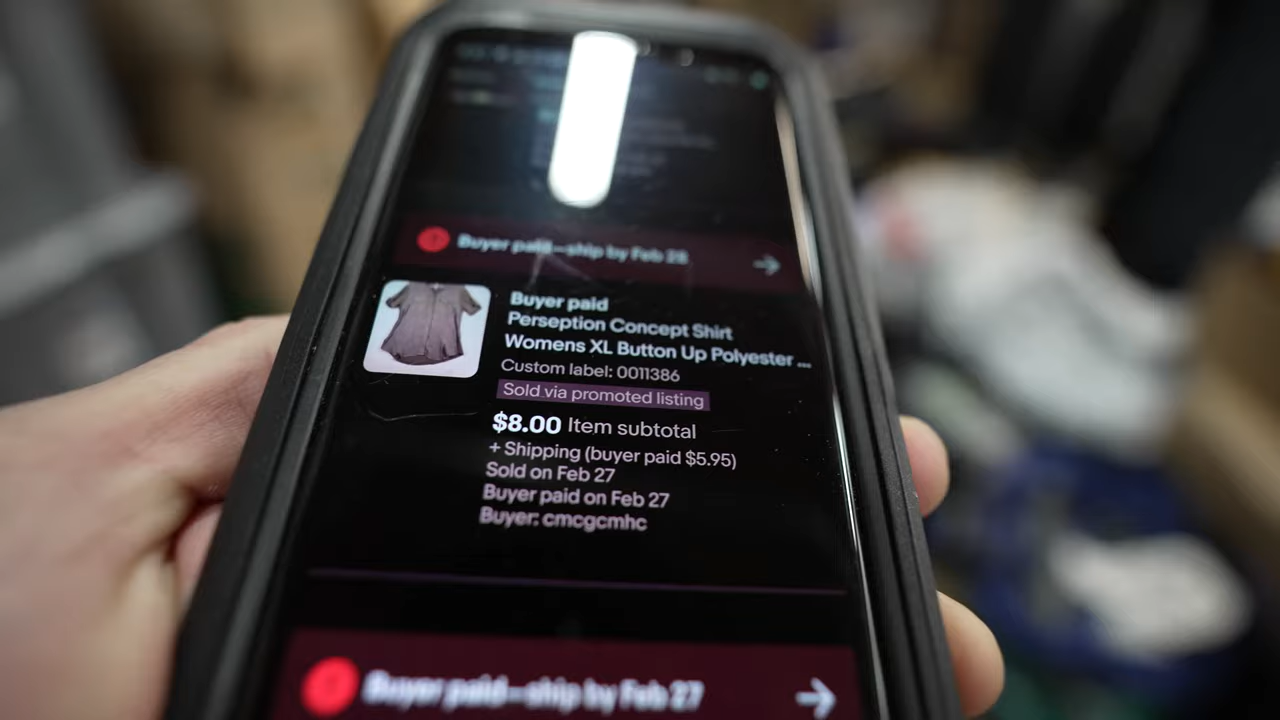 Buyer paid—ship by Feb 28
Buyer paid
Perseption Concept Shirt
Womens XL Button Up Polyester ...
Custom label: 0011386
Sold via promoted listing
$8.00 Item subtotal
+ Shipping (buyer paid $5.95)
Sold on Feb 27
Buyer paid on Feb 27
Buyer: cmcgcmhc
Buyer paid—ship by Feb 27